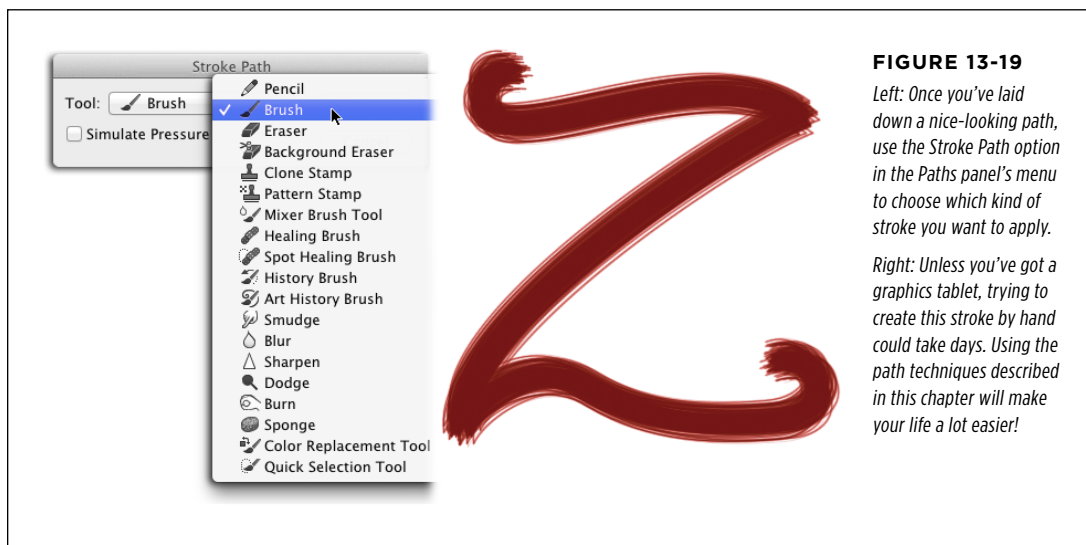 Stroke Path
Tool: Brush
Simulate Pressure
Pencil
Brush
Eraser
Background Eraser
Clone Stamp
Pattern Stamp
Mixer Brush Tool
Healing Brush
Spot Healing Brush
History Brush
Art History Brush
Smudge
Blur
Sharpen
Dodge
Burn
Sponge
Color Replacement Tool
Quick Selection Tool
Z
FIGURE 13-19
Left: Once you’ve laid
down a nice-looking path,
use the Stroke Path option
in the Paths panel’s menu
to choose which kind of
stroke you want to apply.
Right: Unless you’ve got a
graphics tablet, trying to
create this stroke by hand
could take days. Using the
path techniques described
in this chapter will make
your life a lot easier!